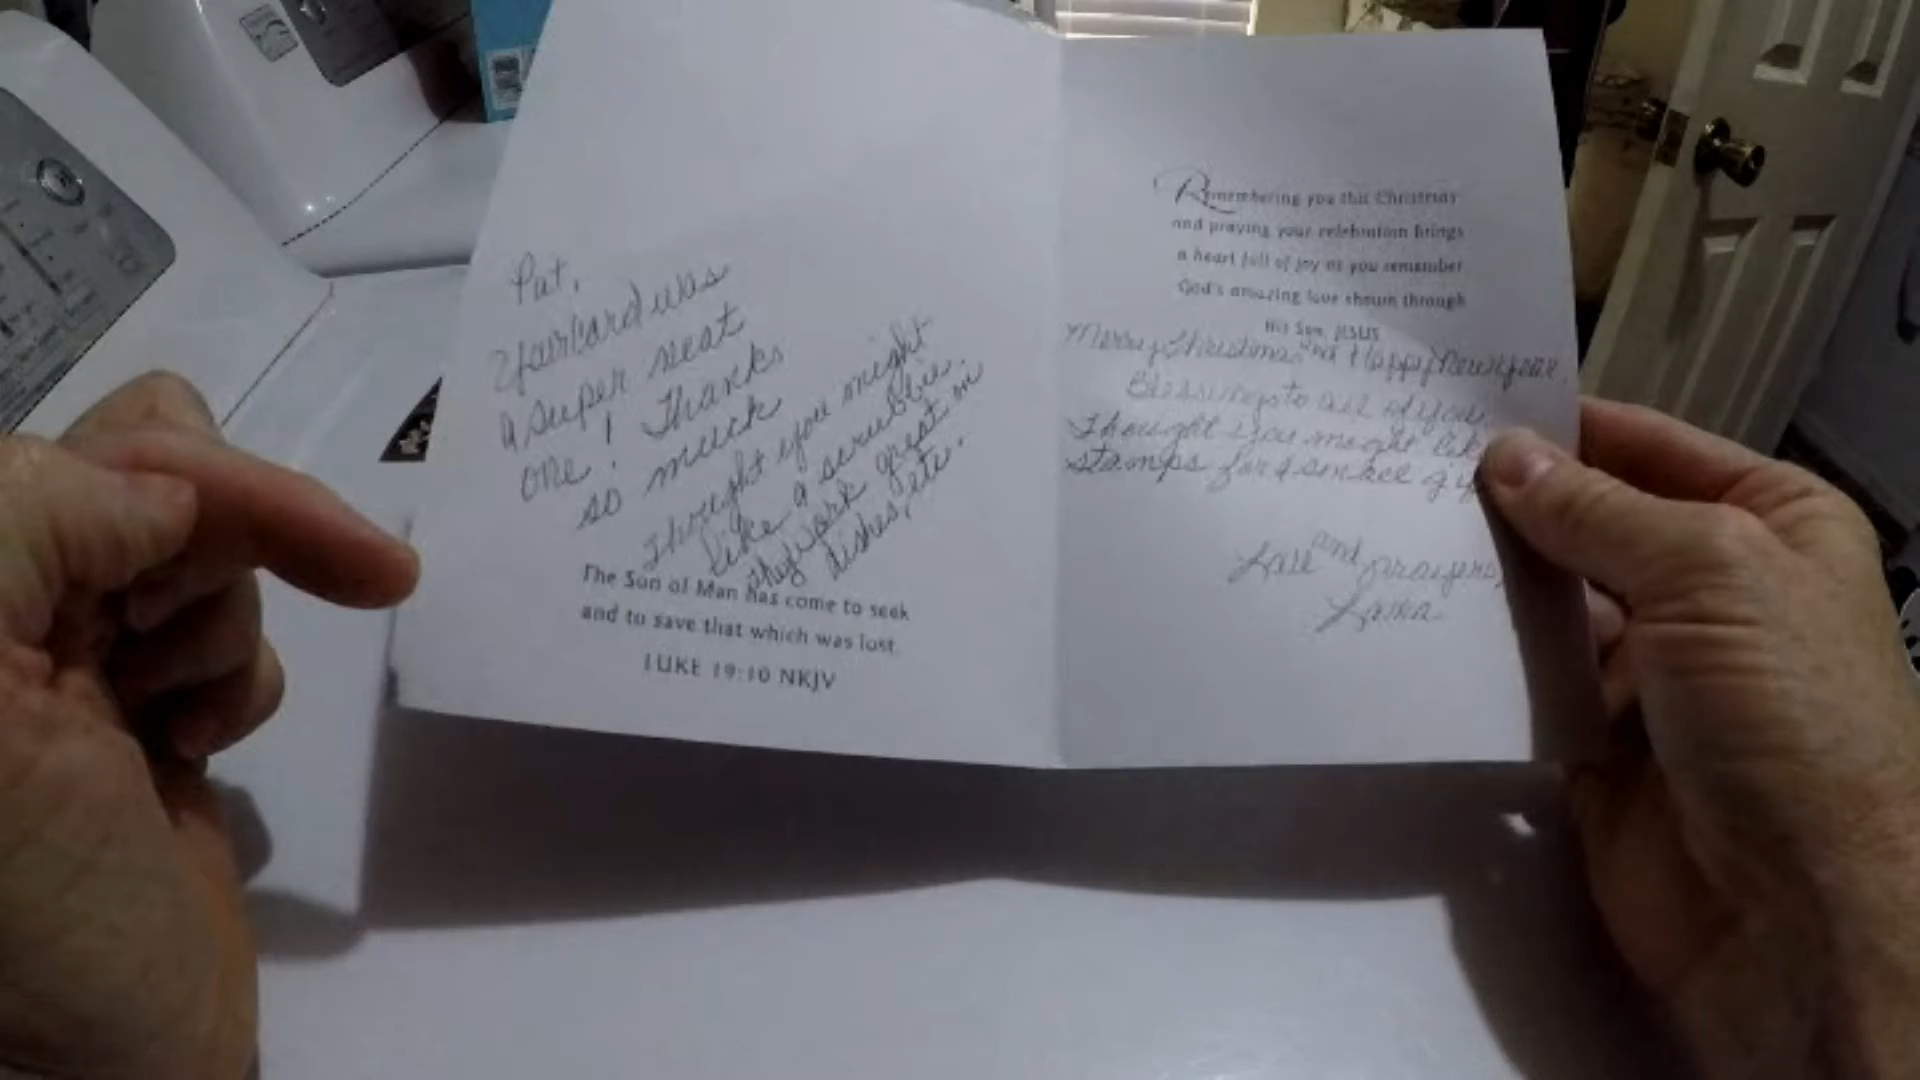 Pat,
Your Card was
a super neat
one! Thanks
so much
Thought you might
like a scrubbie.
They work great on
dishes, etc.
The Son of Man has come to seek
and to save that which was lost.
LUKE 19:10 NKJV
Remembering you this Christmas
and praying your celebration brings
a heart full of joy as you remember
God's amazing love shown through
His Son, JESUS
Merry Christmas and Happy New Year.
Blessings to all of you
Thought you might
stamps for a small
and prayers,